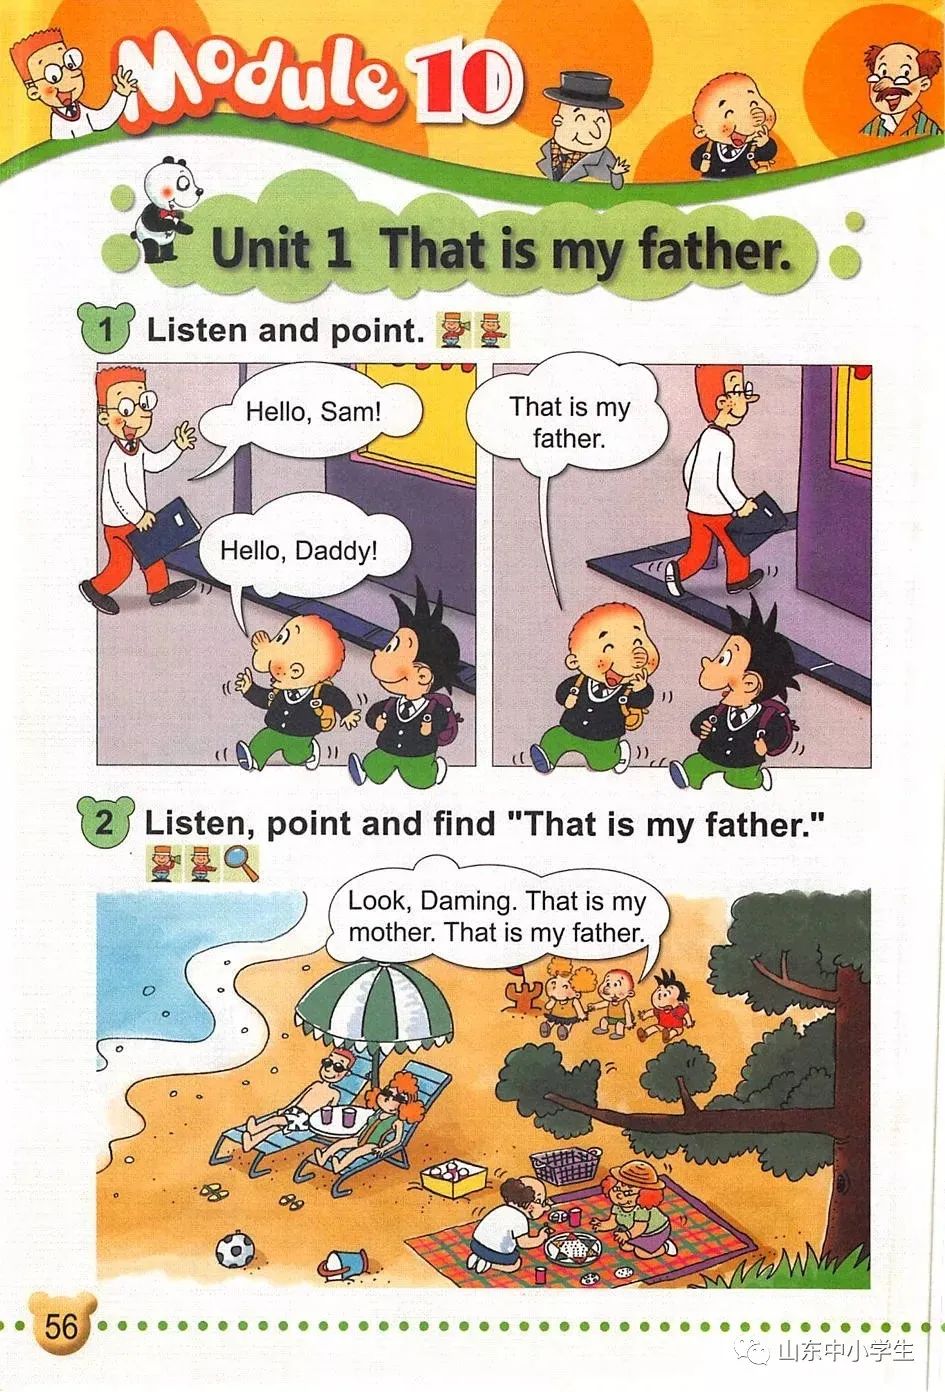 Module 10
Unit 1 That is my father.
1 Listen and point.
Hello, Sam!
Hello, Daddy!
That is my
father.
2 Listen, point and find "That is my father."
Look, Daming. That is my
mother. That is my father.
56
山东中小学生